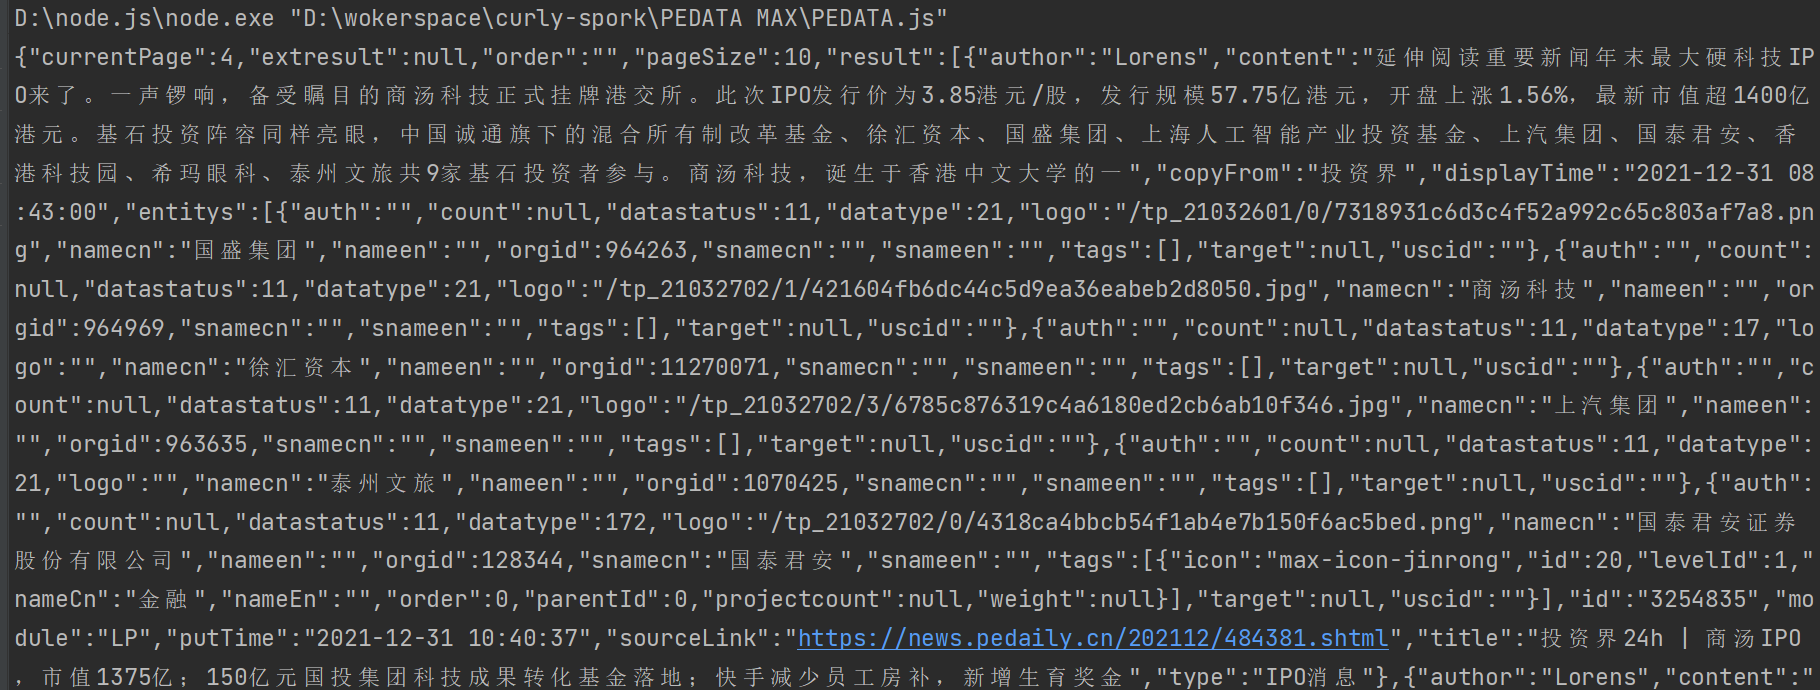 D:\node.js\node.exe "D:\wokerspace\curly-spork\PEDATA MAX\PEDATA.js"
{"currentPage":4,"extresult":null,"order":"","pageSize":10,"result":[{"author":"Lorens","content":"延伸阅读重要新闻年末最大硬科技IP
O来了。一声锣响，备受瞩目的商汤科技正式挂牌港交所。此次IPO发行价为3.85港元/股，发行规模57.75亿港元，开盘上涨1.56%，最新市值超1400亿
港元。基石投资阵容同样亮眼，中国诚通旗下的混合所有制改革基金、徐汇资本、国盛集团、上海人工智能产业投资基金、上汽集团、国泰君安、香
港科技园、希玛眼科、泰州文旅共9家基石投资者参与。商汤科技，诞生于香港中文大学的一","copyFrom":"投资界","displayTime":"2021-12-31 08
:43:00","entitys":[{"auth":"","count":null,"datastatus":11,"datatype":21,"logo":"/tp_21032601/0/7318931c6d3c4f52a992c65c803af7a8.pn
g","namecn":"国盛集团","nameen":"","orgid":964263,"snamecn":"","snameen":"","tags":[],"target":null,"uscid":""},{"auth":"","count":
null,"datastatus":11,"datatype":21,"logo":"/tp_21032702/1/421604fb6dc44c5d9ea36eabeb2d8050.jpg","namecn":"商汤科技","nameen":"","or
gid":964969,"snamecn":"","snameen":"","tags":[],"target":null,"uscid":""},{"auth":"","count":null,"datastatus":11,"datatype":17,"lo
go":"","namecn":"徐汇资本","nameen":"","orgid":11270071,"snamecn":"","snameen":"","tags":[],"target":null,"uscid":""},{"auth":"","c
ount":null,"datastatus":11,"datatype":21,"logo":"/tp_21032702/3/6785c876319c4a6180ed2cb6ab10f346.jpg","namecn":"上汽集团","nameen":
"","orgid":963635,"snamecn":"","snameen":"","tags":[],"target":null,"uscid":""},{"auth":"","count":null,"datastatus":11,"datatype":
21,"logo":"","namecn":"泰州文旅","nameen":"","orgid":1070425,"snamecn":"","snameen":"","tags":[],"target":null,"uscid":""},{"auth":
"","count":null,"datastatus":11,"datatype":172,"logo":"/tp_21032702/0/4318ca4bbcb54f1ab4e7b150f6ac5bed.png","namecn":"国泰君安证券
股份有限公司","nameen":"","orgid":128344,"snamecn":"国泰君安","snameen":"","tags":[{"icon":"max-icon-jinrong","id":20,"levelId":1,"
nameCn":"金融","nameEn":"","order":0,"parentId":0,"projectcount":null,"weight":null}],"target":null,"uscid":""}],"id":"3254835","mo
dule":"LP","putTime":"2021-12-31 10:40:37","sourceLink":"https://news.pedaily.cn/202112/484381.shtml","title":"投资界24h | 商汤IPO
，市值1375亿；150亿元国投集团科技成果转化基金落地；快手减少员工房补，新增生育奖金","type":"IPO消息"},{"author":"Lorens","content":"